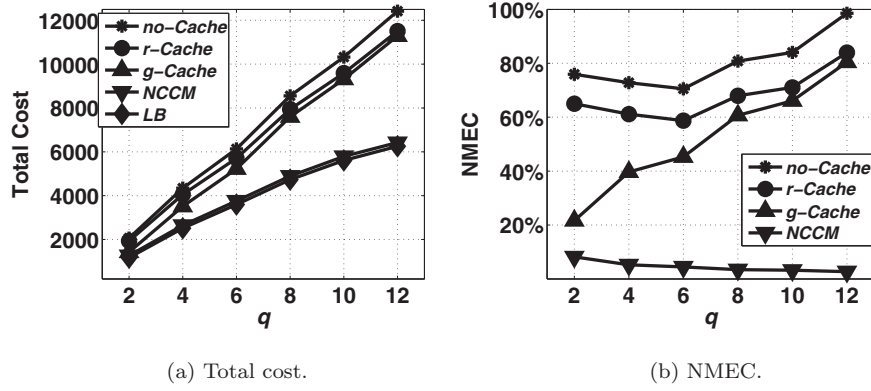 Total Cost
12000
10000
8000
6000
4000
2000
no-Cache
r-Cache
g-Cache
NCCM
LB
2 4 6 8 10 12
q
(a) Total cost.
NMEC
100%
80%
60%
40%
20%
no-Cache
r-Cache
g-Cache
NCCM
2 4 6 8 10 12
q
(b) NMEC.